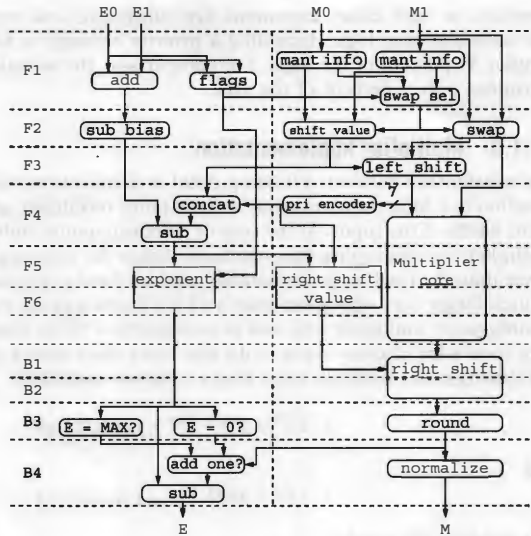 E0 E1 M0 M1
F1
mant info mant info
add flags
swap sel
F2 sub bias shift value swap
F3 left shift
7
F4 concat pri encoder
sub
Multiplier
core
F5 exponent right shift
value
F6
B1 right shift
B2
B3 E = MAX? E = 0? round
B4 add one? normalize
sub
E M